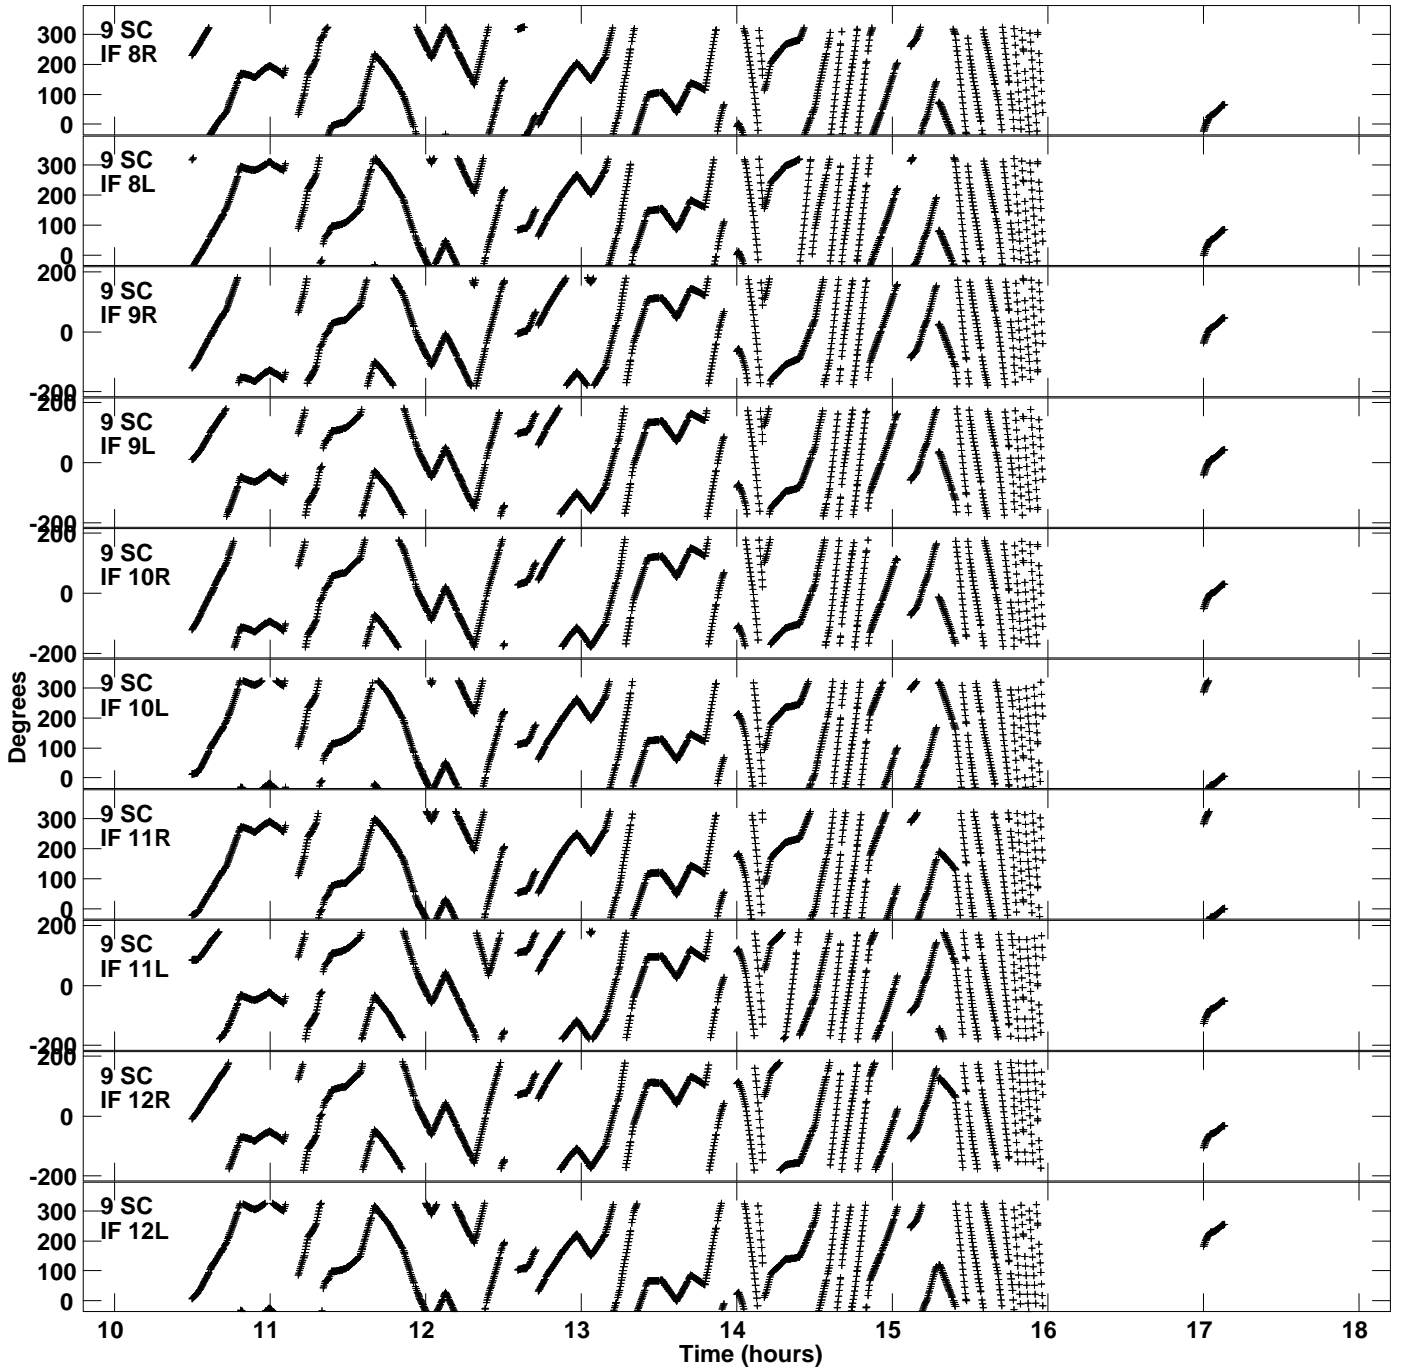 9 SC
IF 8R
300
200
100
0
9 SC
IF 8L
300
200
100
0
200
9 SC
IF 9R
0
-200
200
9 SC
IF 9L
0
-200
200
9 SC
IF 10R
0
-200
9 SC
IF 10L
300
200
100
0
Degrees
9 SC
IF 11R
300
200
100
0
200
9 SC
IF 11L
0
-200
200
9 SC
IF 12R
0
-200
9 SC
IF 12L
300
200
100
0
10 11 12 13 14 15 16 17 18
Time (hours)